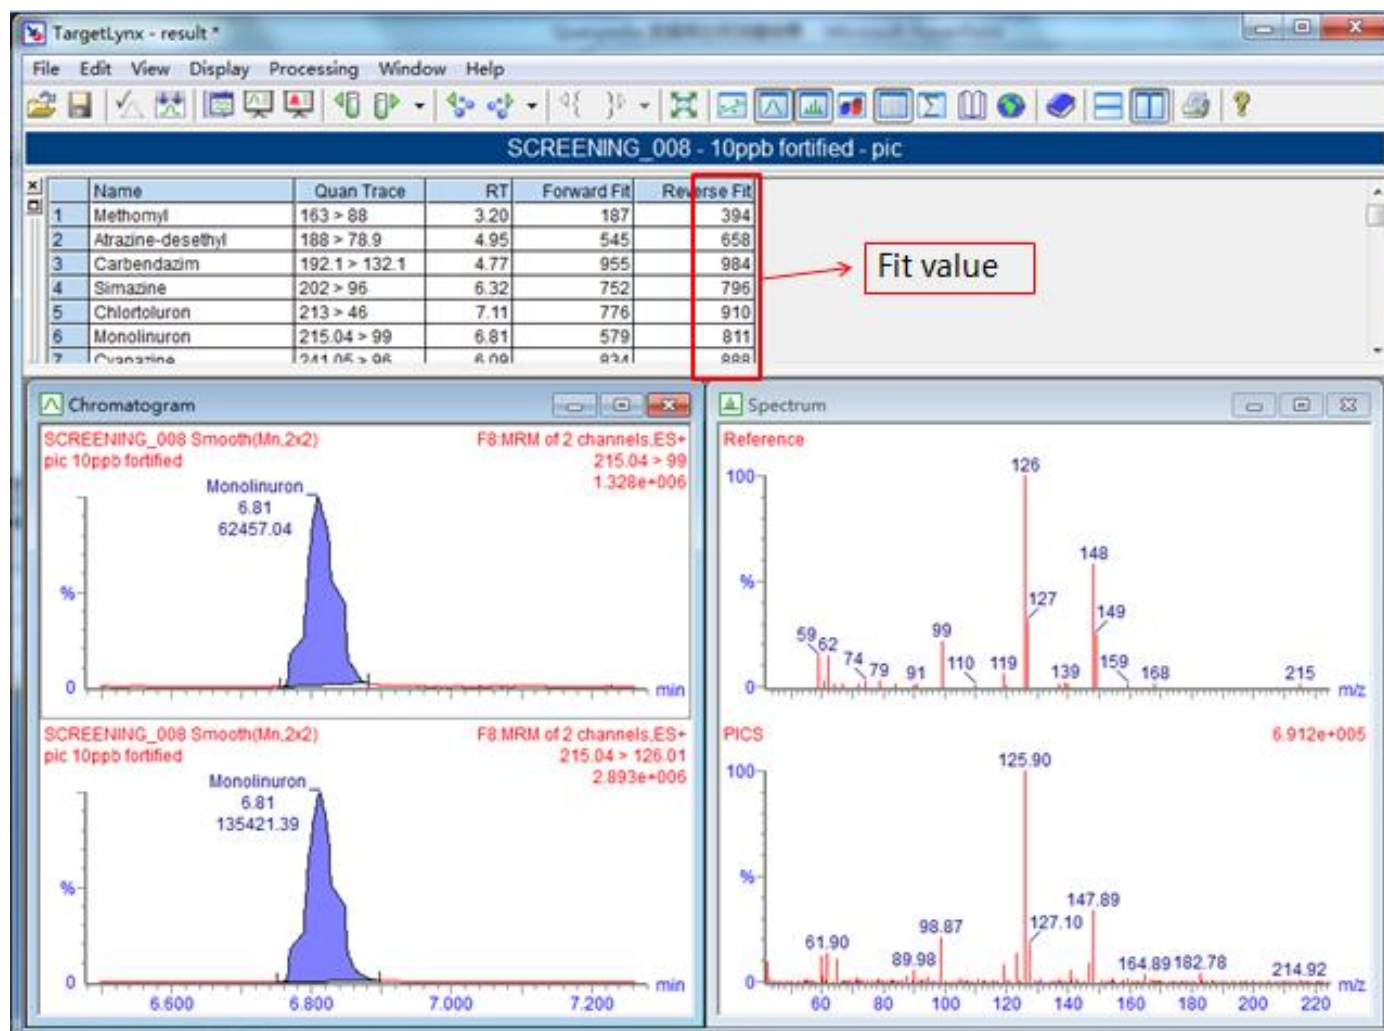 TargetLynx - result *
File Edit View Display Processing Window Help
SCREENING_008 - 10ppb fortified - pic
Name Quan Trace RT Forward Fit Reverse Fit
1 Methomyl 163 > 88 3.20 187 394
2 Atrazine-desethyl 188 > 78.9 4.95 545 658
3 Carbendazim 192.1 > 132.1 4.77 955 984
4 Simazine 202 > 96 6.32 752 796
5 Chlortoluron 213 > 46 7.11 776 910
6 Monolinuron 215.04 > 99 6.81 579 811
7 Cyanazine 241.05 > 96 6.09 834 888
Fit value
Chromatogram
SCREENING_008 Smooth(Mn,2x2) F8:MRM of 2 channels,ES+
pic 10ppb fortified 215.04 > 99
1.328e+006
Monolinuron
6.81
62457.04
%
0
min
SCREENING_008 Smooth(Mn,2x2) F8:MRM of 2 channels,ES+
pic 10ppb fortified 215.04 > 126.01
2.893e+006
Monolinuron
6.81
135421.39
%
0
min
6.600 6.800 7.000 7.200
Spectrum
Reference
100
126
148
%
127
149
59 62 74 79 91 99 110 119 139 159 168 215
0
m/z
PICS 6.912e+005
100
125.90
%
147.89
98.87 127.10
61.90 89.98 164.89 182.78 214.92
0
m/z
60 80 100 120 140 160 180 200 220